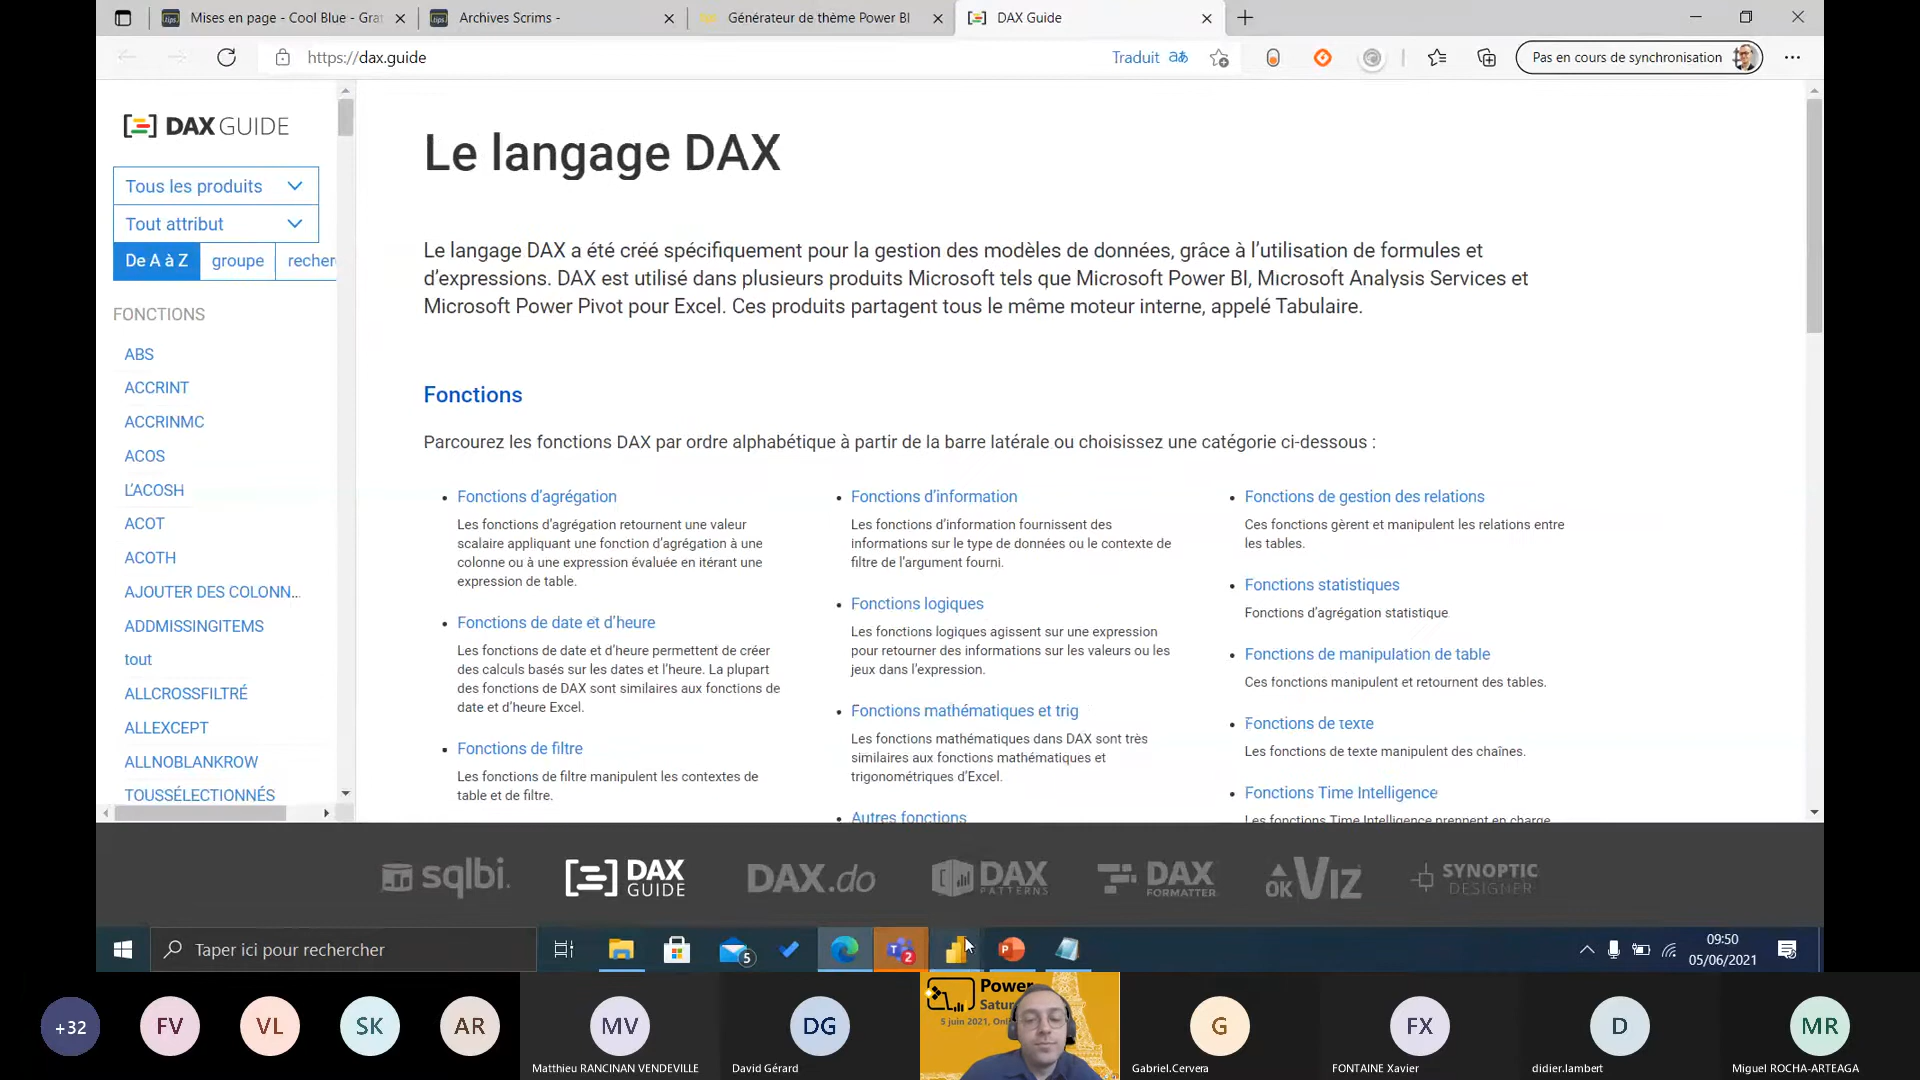 Mises en page - Cool Blue - Gra
Archives Scrims -
Générateur de thème Power BI
DAX Guide
https://dax.guide
Traduit
Pas en cours de synchronisation
DAX GUIDE
Tous les produits
Tout attribut
De A à Z
groupe
recher
FONCTIONS
ABS
ACCRINT
ACCRINMC
ACOS
L'ACOSH
ACOT
ACOTH
AJOUTER DES COLONN...
ADDMISSINGITEMS
tout
ALLCROSSFILTRÉ
ALLEXCEPT
ALLNOBLANKROW
TOUSSÉLECTIONNÉS
Le langage DAX
Le langage DAX a été créé spécifiquement pour la gestion des modèles de données, grâce à l'utilisation de formules et
d'expressions. DAX est utilisé dans plusieurs produits Microsoft tels que Microsoft Power BI, Microsoft Analysis Services et
Microsoft Power Pivot pour Excel. Ces produits partagent tous le même moteur interne, appelé Tabulaire.
Fonctions
Parcourez les fonctions DAX par ordre alphabétique à partir de la barre latérale ou choisissez une catégorie ci-dessous :
Fonctions d'agrégation
Les fonctions d'agrégation retournent une valeur
scalaire appliquant une fonction d'agrégation à une
colonne ou à une expression évaluée en itérant une
expression de table.
Fonctions de date et d'heure
Les fonctions de date et d'heure permettent de créer
des calculs basés sur les dates et l'heure. La plupart
des fonctions de DAX sont similaires aux fonctions de
date et d'heure Excel.
Fonctions de filtre
Les fonctions de filtre manipulent les contextes de
table et de filtre.
Fonctions d'information
Les fonctions d'information fournissent des
informations sur le type de données ou le contexte de
filtre de l'argument fourni.
Fonctions logiques
Les fonctions logiques agissent sur une expression
pour retourner des informations sur les valeurs ou les
jeux dans l'expression.
Fonctions mathématiques et trig
Les fonctions mathématiques dans DAX sont très
similaires aux fonctions mathématiques et
trigonométriques d'Excel.
Autres fonctions
Fonctions de gestion des relations
Ces fonctions gèrent et manipulent les relations entre
les tables.
Fonctions statistiques
Fonctions d'agrégation statistique
Fonctions de manipulation de table
Ces fonctions manipulent et retournent des tables.
Fonctions de texte
Les fonctions de texte manipulent des chaînes.
Fonctions Time Intelligence
Les fonctions Time Intelligence prennent en charge
sqlbi.
DAX GUIDE
DAX.do
DAX PATTERNS
DAX FORMATTER
OK VIZ
SYNOPTIC DESIGNER
Taper ici pour rechercher
5
2
09:50
05/06/2021
+32
FV
VL
SK
AR
MV
Matthieu RANCINAN VENDEVILLE
DG
David Gérard
Power
Satur
5 juin 2021, Onl
G
Gabriel.Cervera
FX
FONTAINE Xavier
D
didier.lambert
MR
Miguel ROCHA-ARTEAGA